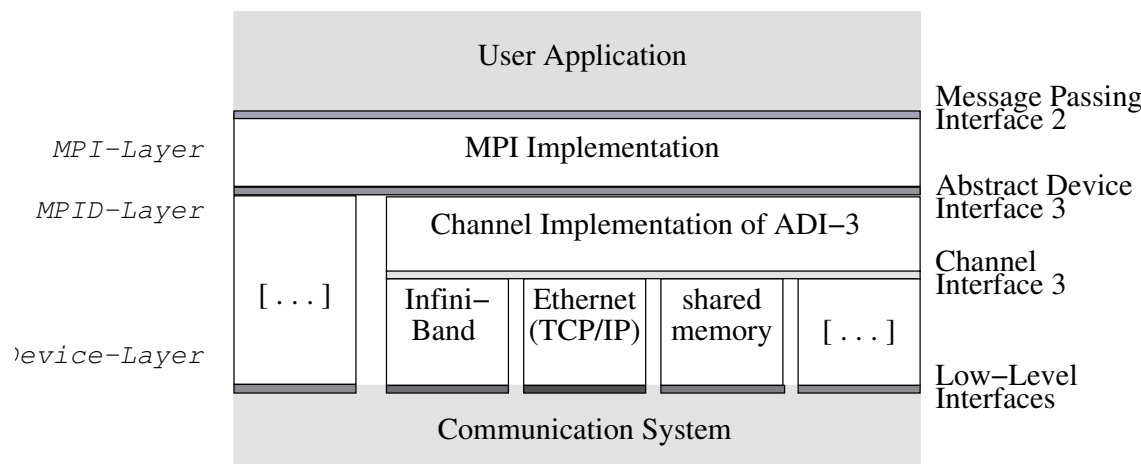 User Application
Message Passing
Interface 2
MPI-Layer
MPI Implementation
Abstract Device
Interface 3
MPID-Layer
Channel Implementation of ADI-3
Channel
Interface 3
[ . . . ]
Infini-
Band
Ethernet
(TCP/IP)
shared
memory
[ . . . ]
Device-Layer
Low-Level
Interfaces
Communication System